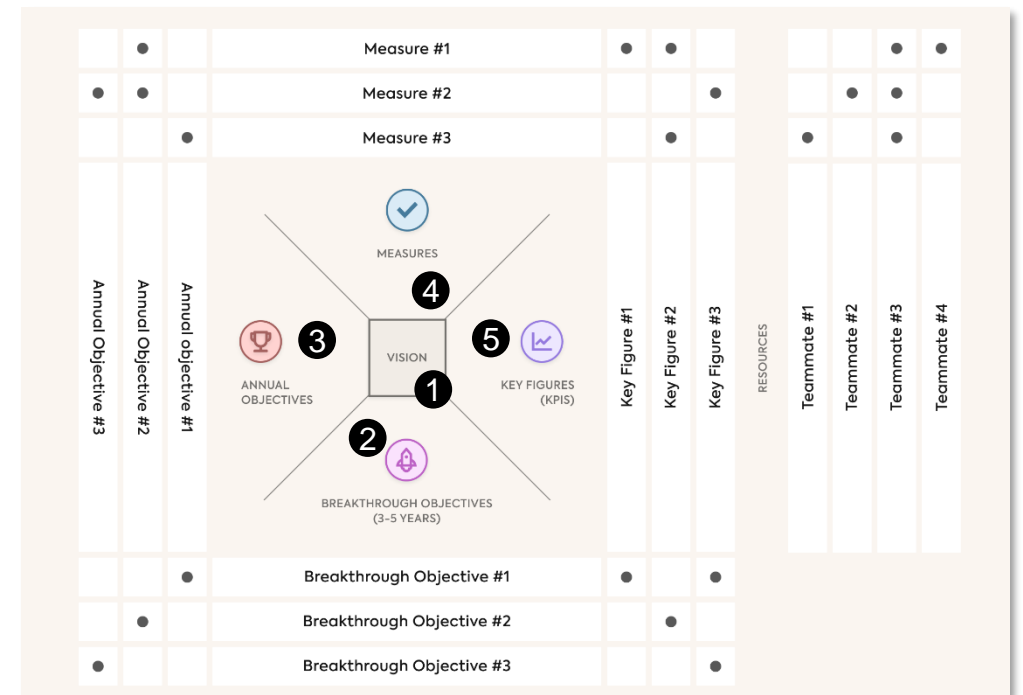 Measure #1
Measure #2
Measure #3
MEASURES
4
3
5
VISION
ANNUAL
OBJECTIVES
KEY FIGURES
(KPIS)
1
2
BREAKTHROUGH OBJECTIVES
(3-5 YEARS)
Annual Objective #3
Annual Objective #2
Annual objective #1
Key Figure #1
Key Figure #2
Key Figure #3
RESOURCES
Teammate #1
Teammate #2
Teammate #3
Teammate #4
Breakthrough Objective #1
Breakthrough Objective #2
Breakthrough Objective #3